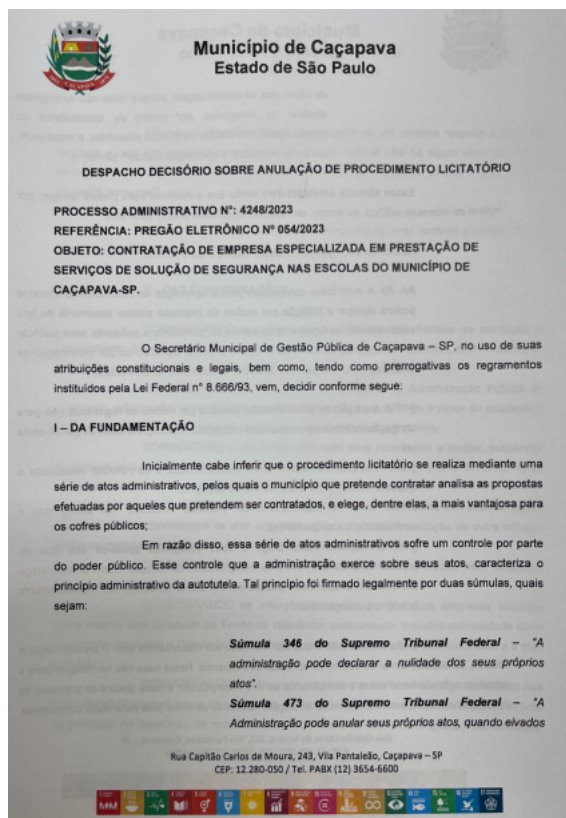 Município de Caçapava
Estado de São Paulo
DESPACHO DECISÓRIO SOBRE ANULAÇÃO DE PROCEDIMENTO LICITATÓRIO
PROCESSO ADMINISTRATIVO N°: 4248/2023
REFERÊNCIA: PREGÃO ELETRÔNICO Nº 054/2023
OBJETO: CONTRATAÇÃO DE EMPRESA ESPECIALIZADA EM PRESTAÇÃO DE
SERVIÇOS DE SOLUÇÃO DE SEGURANÇA NAS ESCOLAS DO MUNICÍPIO DE
CAÇAPAVA-SP.
O Secretário Municipal de Gestão Pública de Caçapava – SP, no uso de suas
atribuições constitucionais e legais, bem como, tendo como prerrogativas os regramentos
instituídos pela Lei Federal n° 8.666/93, vem, decidir conforme segue:
I – DA FUNDAMENTAÇÃO
Inicialmente cabe inferir que o procedimento licitatório se realiza mediante uma
série de atos administrativos, pelos quais o município que pretende contratar analisa as propostas
efetuadas por aqueles que pretendem ser contratados, e elege, dentre elas, a mais vantajosa para
os cofres públicos;
Em razão disso, essa série de atos administrativos sofre um controle por parte
do poder público. Esse controle que a administração exerce sobre seus atos, caracteriza o
princípio administrativo da autotutela. Tal princípio foi firmado legalmente por duas súmulas, quais
sejam:
Súmula 346 do Supremo Tribunal Federal – "A
administração pode declarar a nulidade dos seus próprios
atos".
Súmula 473 do Supremo Tribunal Federal – "A
Administração pode anular seus próprios atos, quando eivados
Rua Capitão Carlos de Moura, 243, Vila Pantaleão, Caçapava – SP
CEP: 12.280-050 / Tel. PABX (12) 3654-6600